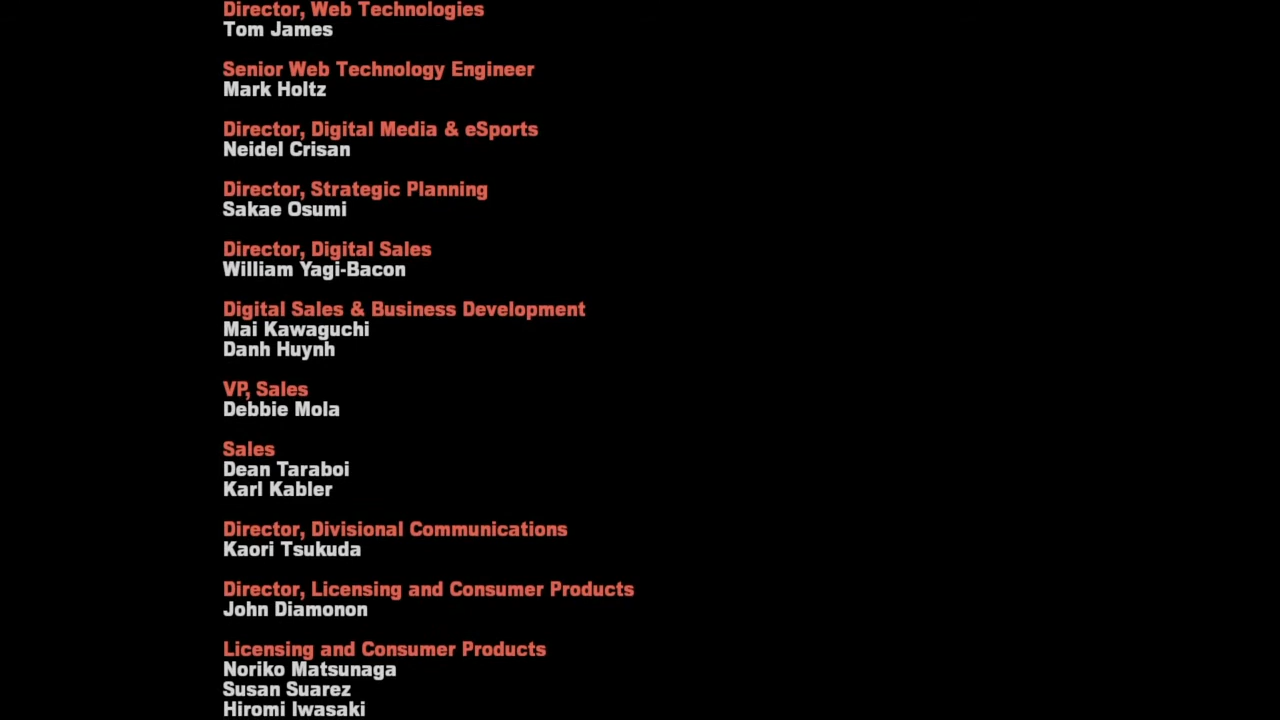 Director, Web Technologies
Tom James
Senior Web Technology Engineer
Mark Holtz
Director, Digital Media & eSports
Neidel Crisan
Director, Strategic Planning
Sakae Osumi
Director, Digital Sales
William Yagi-Bacon
Digital Sales & Business Development
Mai Kawaguchi
Danh Huynh
VP, Sales
Debbie Mola
Sales
Dean Taraboi
Karl Kabler
Director, Divisional Communications
Kaori Tsukuda
Director, Licensing and Consumer Products
John Diamonon
Licensing and Consumer Products
Noriko Matsunaga
Susan Suarez
Hiromi Iwasaki